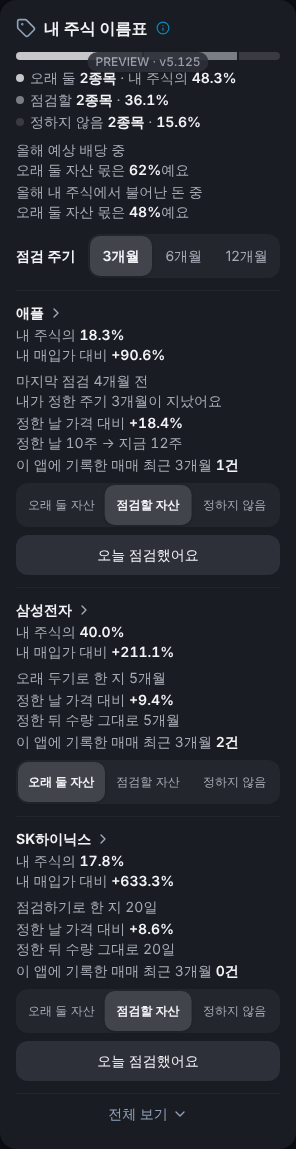 내 주식 이름표
PREVIEW · v5.125
오래 둘 2종목 · 내 주식의 48.3%
점검할 2종목 · 36.1%
정하지 않음 2종목 · 15.6%
올해 예상 배당 중
오래 둘 자산 몫은 62%예요
올해 내 주식에서 불어난 돈 중
오래 둘 자산 몫은 48%예요
점검 주기 3개월 6개월 12개월
애플
내 주식의 18.3%
내 매입가 대비 +90.6%
마지막 점검 4개월 전
내가 정한 주기 3개월이 지났어요
정한 날 가격 대비 +18.4%
정한 날 10주 → 지금 12주
이 앱에 기록한 매매 최근 3개월 1건
오래 둘 자산 점검할 자산 정하지 않음
오늘 점검했어요
삼성전자
내 주식의 40.0%
내 매입가 대비 +211.1%
오래 두기로 한 지 5개월
정한 날 가격 대비 +9.4%
정한 뒤 수량 그대로 5개월
이 앱에 기록한 매매 최근 3개월 2건
오래 둘 자산 점검할 자산 정하지 않음
SK하이닉스
내 주식의 17.8%
내 매입가 대비 +633.3%
점검하기로 한 지 20일
정한 날 가격 대비 +8.6%
정한 뒤 수량 그대로 20일
이 앱에 기록한 매매 최근 3개월 0건
오래 둘 자산 점검할 자산 정하지 않음
오늘 점검했어요
전체 보기